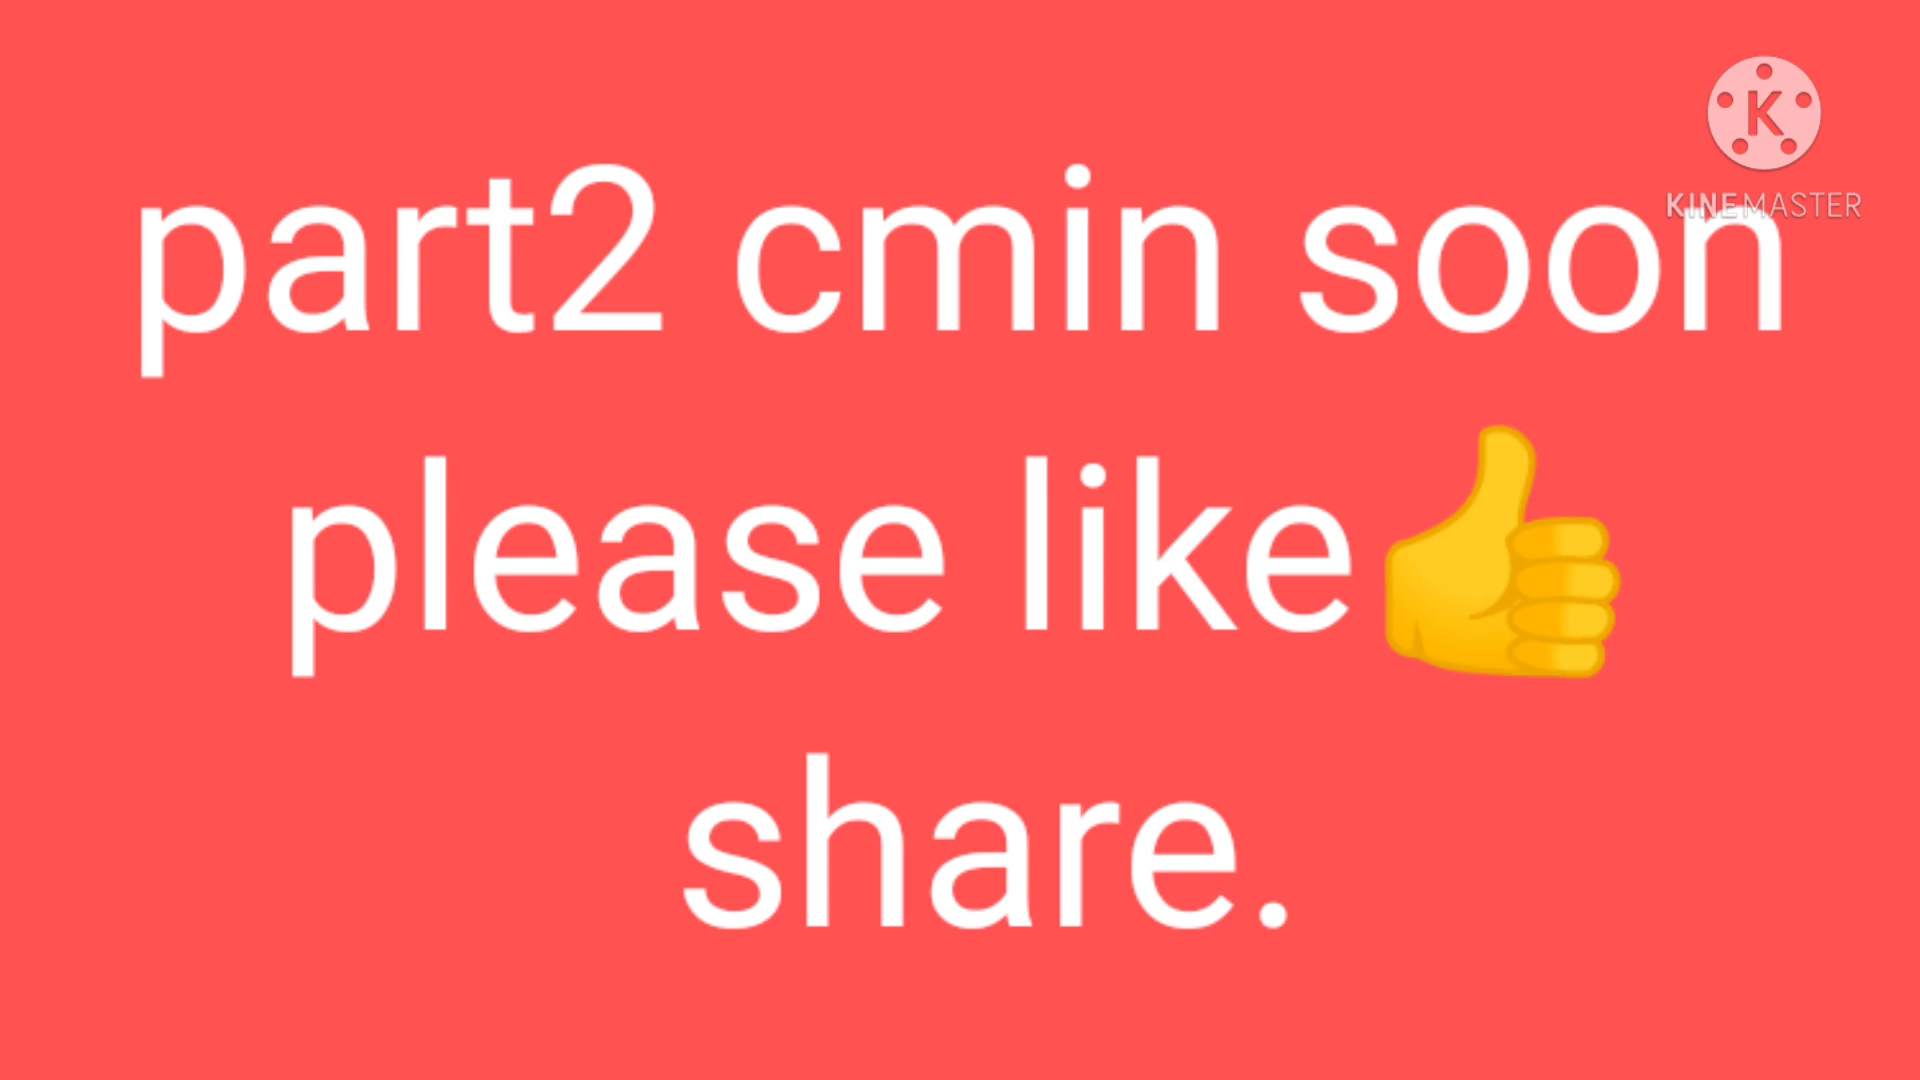 K
KINEMASTER
part2 cmin soon
please like👍
share.